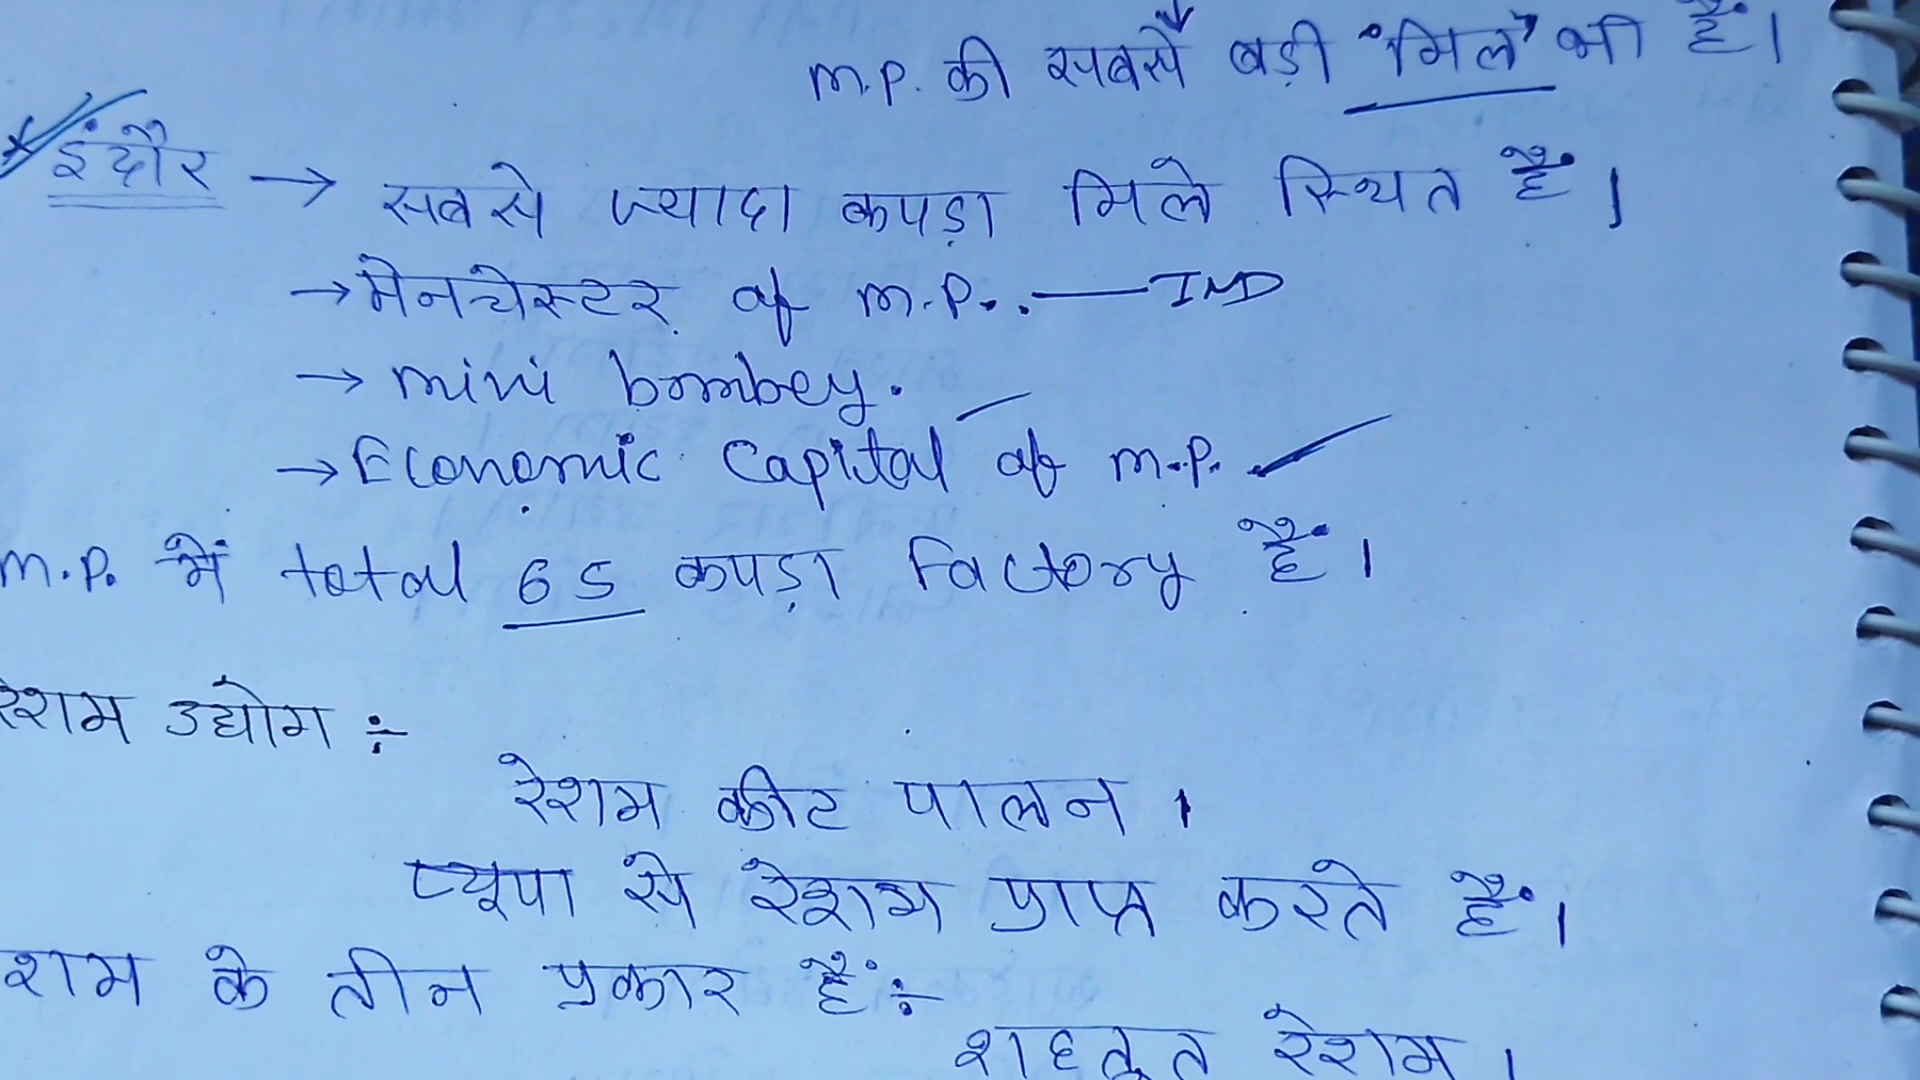 M.P. की सबसे बड़ी "मिल" भी है।
इंदौर → सबसे ज्यादा कपड़ा मिले स्थित हैं।
→ मेनचेस्टर of M.P. — IND
→ mini bombey.
→ Economic Capital of M.P.
M.P. में total 65 कपड़ा Factory हैं।
रेशम उद्योग ÷
रेशम कीट पालन।
प्यूपा से रेशम प्राप्त करते हैं।
शम के तीन प्रकार हैं ÷
शहतूत रेशम।